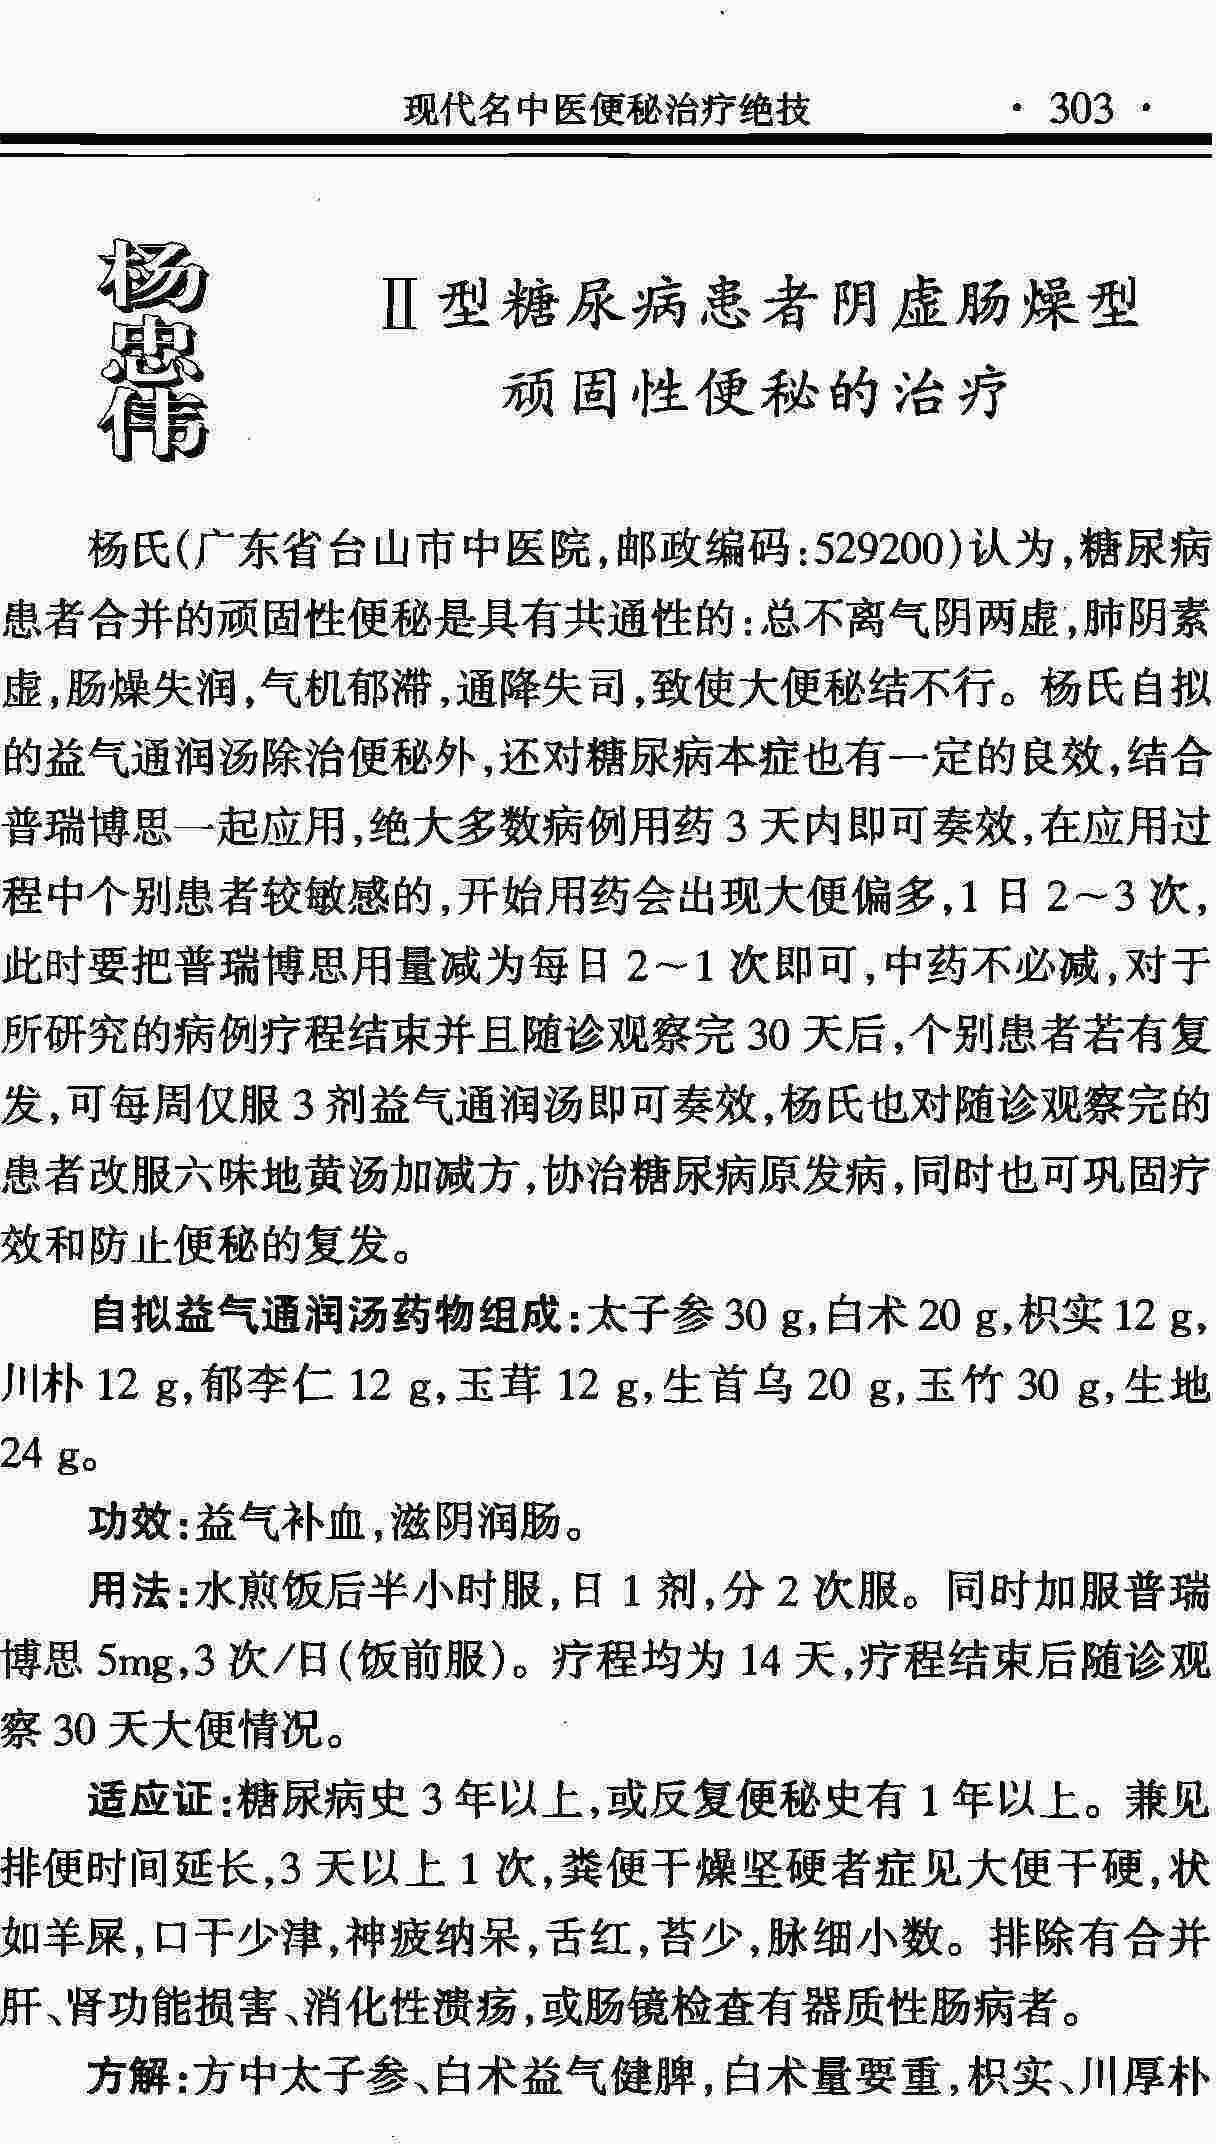 现代名中医便秘治疗绝技 · 303 ·
杨忠伟
Ⅱ型糖尿病患者阴虚肠燥型
顽固性便秘的治疗
杨氏(广东省台山市中医院,邮政编码:529200)认为,糖尿病
患者合并的顽固性便秘是具有共通性的:总不离气阴两虚,肺阴素
虚,肠燥失润,气机郁滞,通降失司,致使大便秘结不行。杨氏自拟
的益气通润汤除治便秘外,还对糖尿病本症也有一定的良效,结合
普瑞博思一起应用,绝大多数病例用药 3 天内即可奏效,在应用过
程中个别患者较敏感的,开始用药会出现大便偏多,1 日 2～3 次,
此时要把普瑞博思用量减为每日 2～1 次即可,中药不必减,对于
所研究的病例疗程结束并且随诊观察完 30 天后,个别患者若有复
发,可每周仅服 3 剂益气通润汤即可奏效,杨氏也对随诊观察完的
患者改服六味地黄汤加减方,协治糖尿病原发病,同时也可巩固疗
效和防止便秘的复发。
自拟益气通润汤药物组成:太子参 30 g,白术 20 g,枳实 12 g,
川朴 12 g,郁李仁 12 g,玉茸 12 g,生首乌 20 g,玉竹 30 g,生地
24 g。
功效:益气补血,滋阴润肠。
用法:水煎饭后半小时服,日 1 剂,分 2 次服。同时加服普瑞
博思 5mg,3 次/日(饭前服)。疗程均为 14 天,疗程结束后随诊观
察 30 天大便情况。
适应证:糖尿病史 3 年以上,或反复便秘史有 1 年以上。兼见
排便时间延长,3 天以上 1 次,粪便干燥坚硬者症见大便干硬,状
如羊屎,口干少津,神疲纳呆,舌红,苔少,脉细小数。排除有合并
肝、肾功能损害、消化性溃疡,或肠镜检查有器质性肠病者。
方解:方中太子参、白术益气健脾,白术量要重,枳实、川厚朴